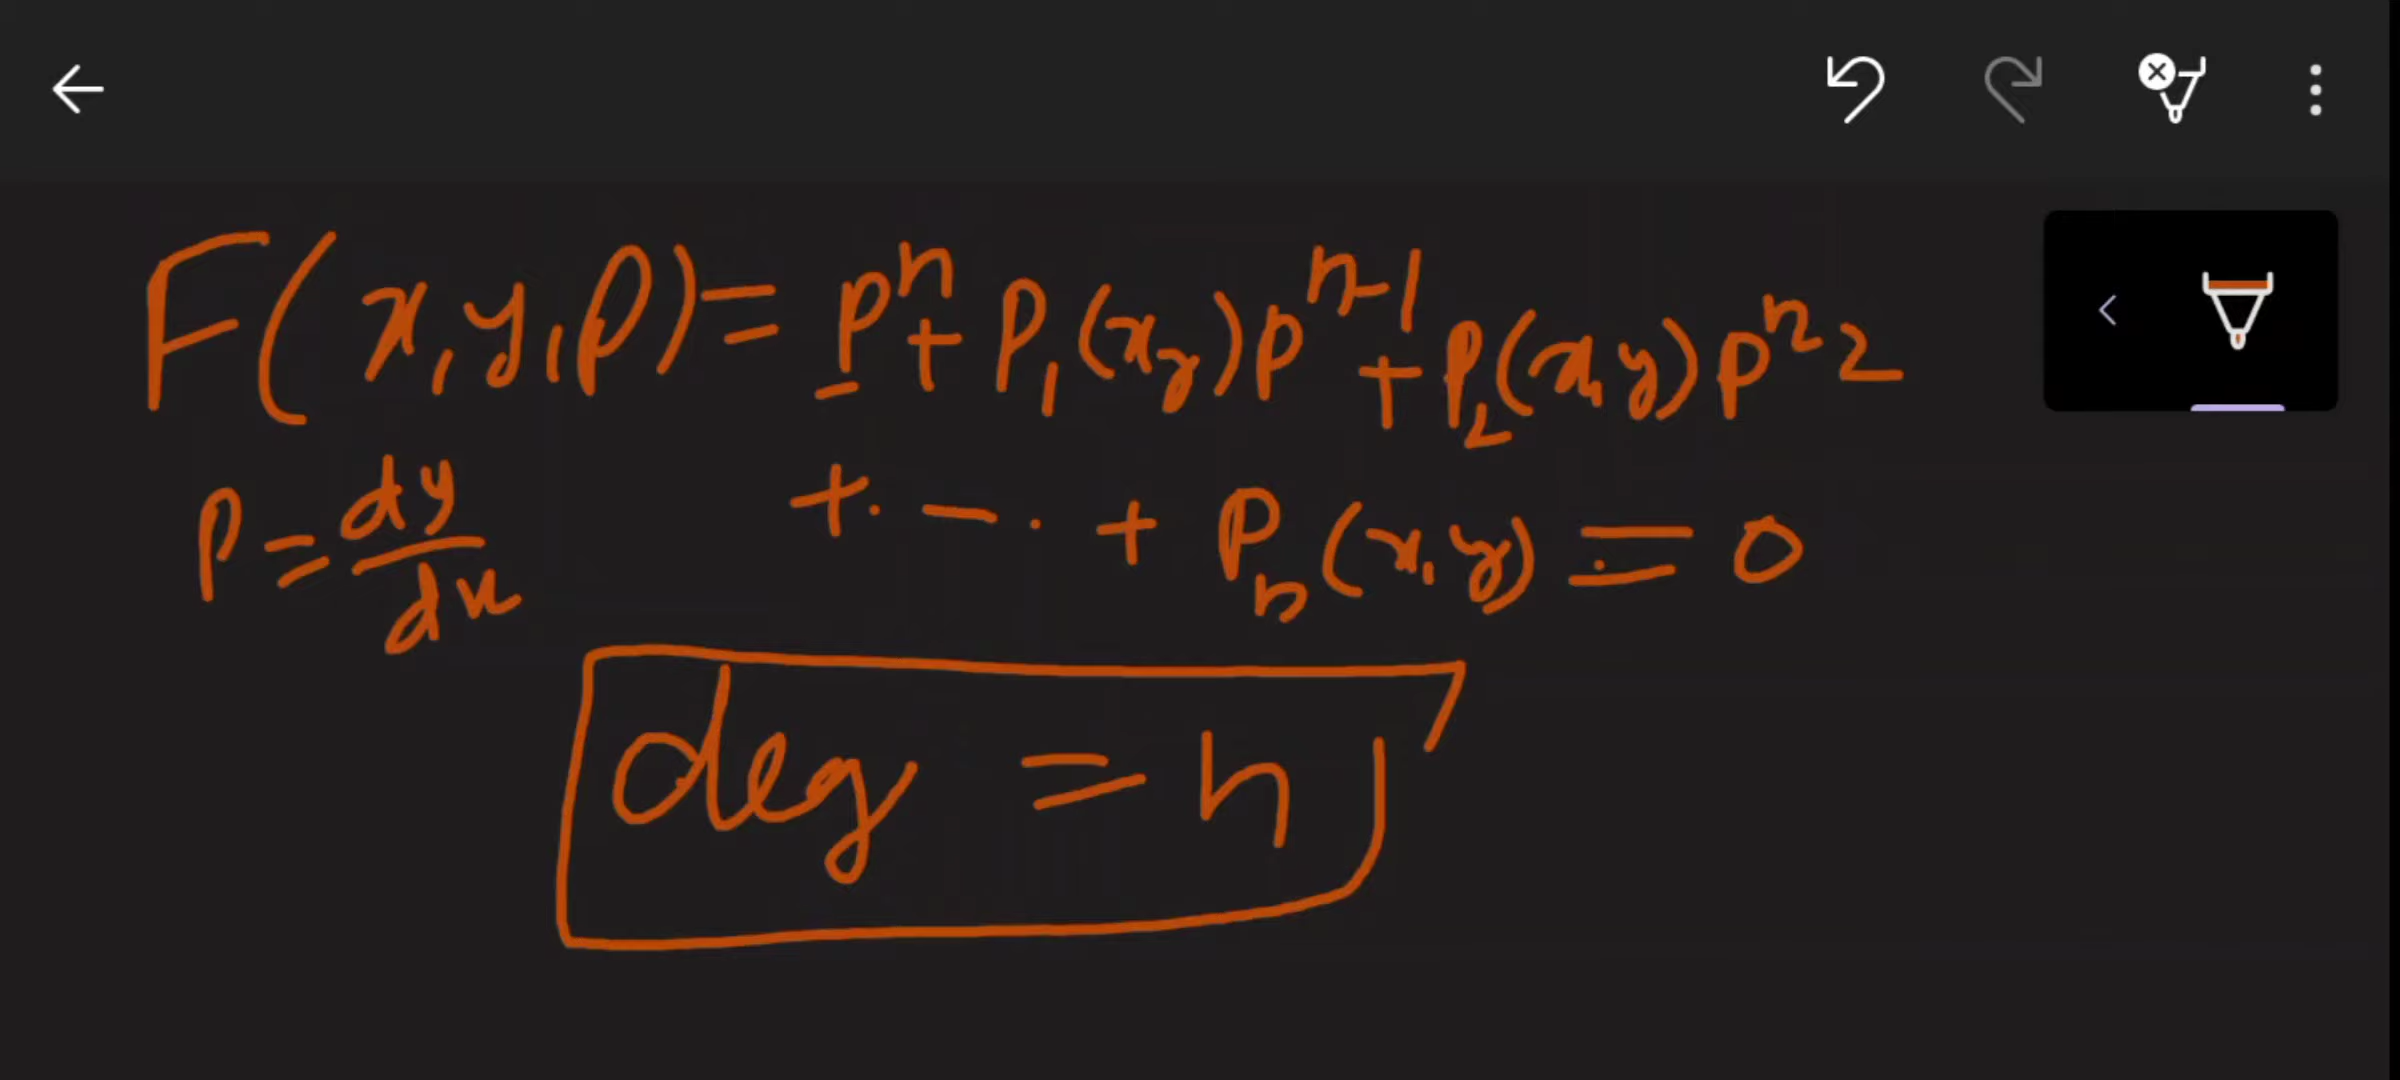 F(x,y,p) = pⁿ + P₁(x,y)pⁿ⁻¹ + P₂(x,y)pⁿ⁻²
+ . - . + Pₙ(x,y) = 0
P = dy/dx
deg = n